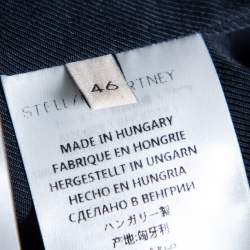 46
STELLA McCARTNEY
MADE IN HUNGARY
FABRIQUE EN HONGRIE
HERGESTELLT IN UNGARN
HECHO EN HUNGRIA
СДЕЛАНО В ВЕНГРИИ
ハンガリー製
产地:匈牙利